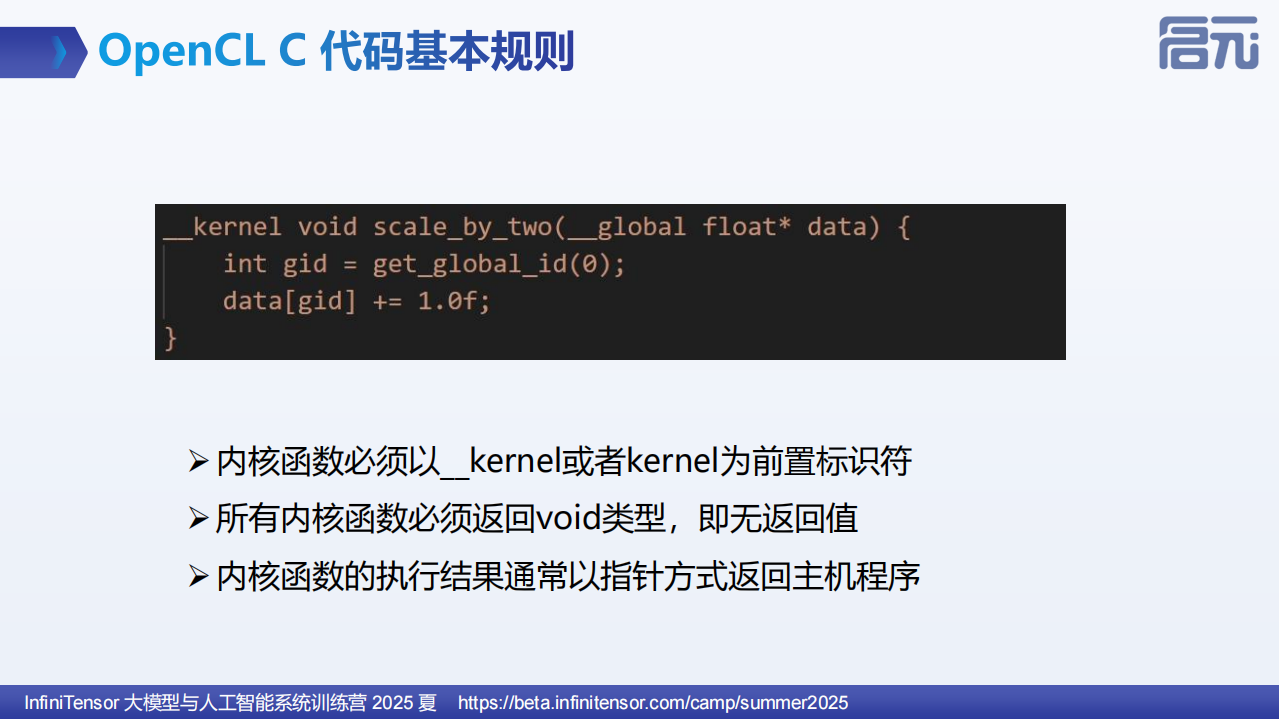 OpenCL C 代码基本规则
启元
__kernel void scale_by_two(__global float* data) {
    int gid = get_global_id(0);
    data[gid] += 1.0f;
}
➢ 内核函数必须以__kernel或者kernel为前置标识符
➢ 所有内核函数必须返回void类型，即无返回值
➢ 内核函数的执行结果通常以指针方式返回主机程序
InfiniTensor 大模型与人工智能系统训练营 2025 夏 https://beta.infinitensor.com/camp/summer2025